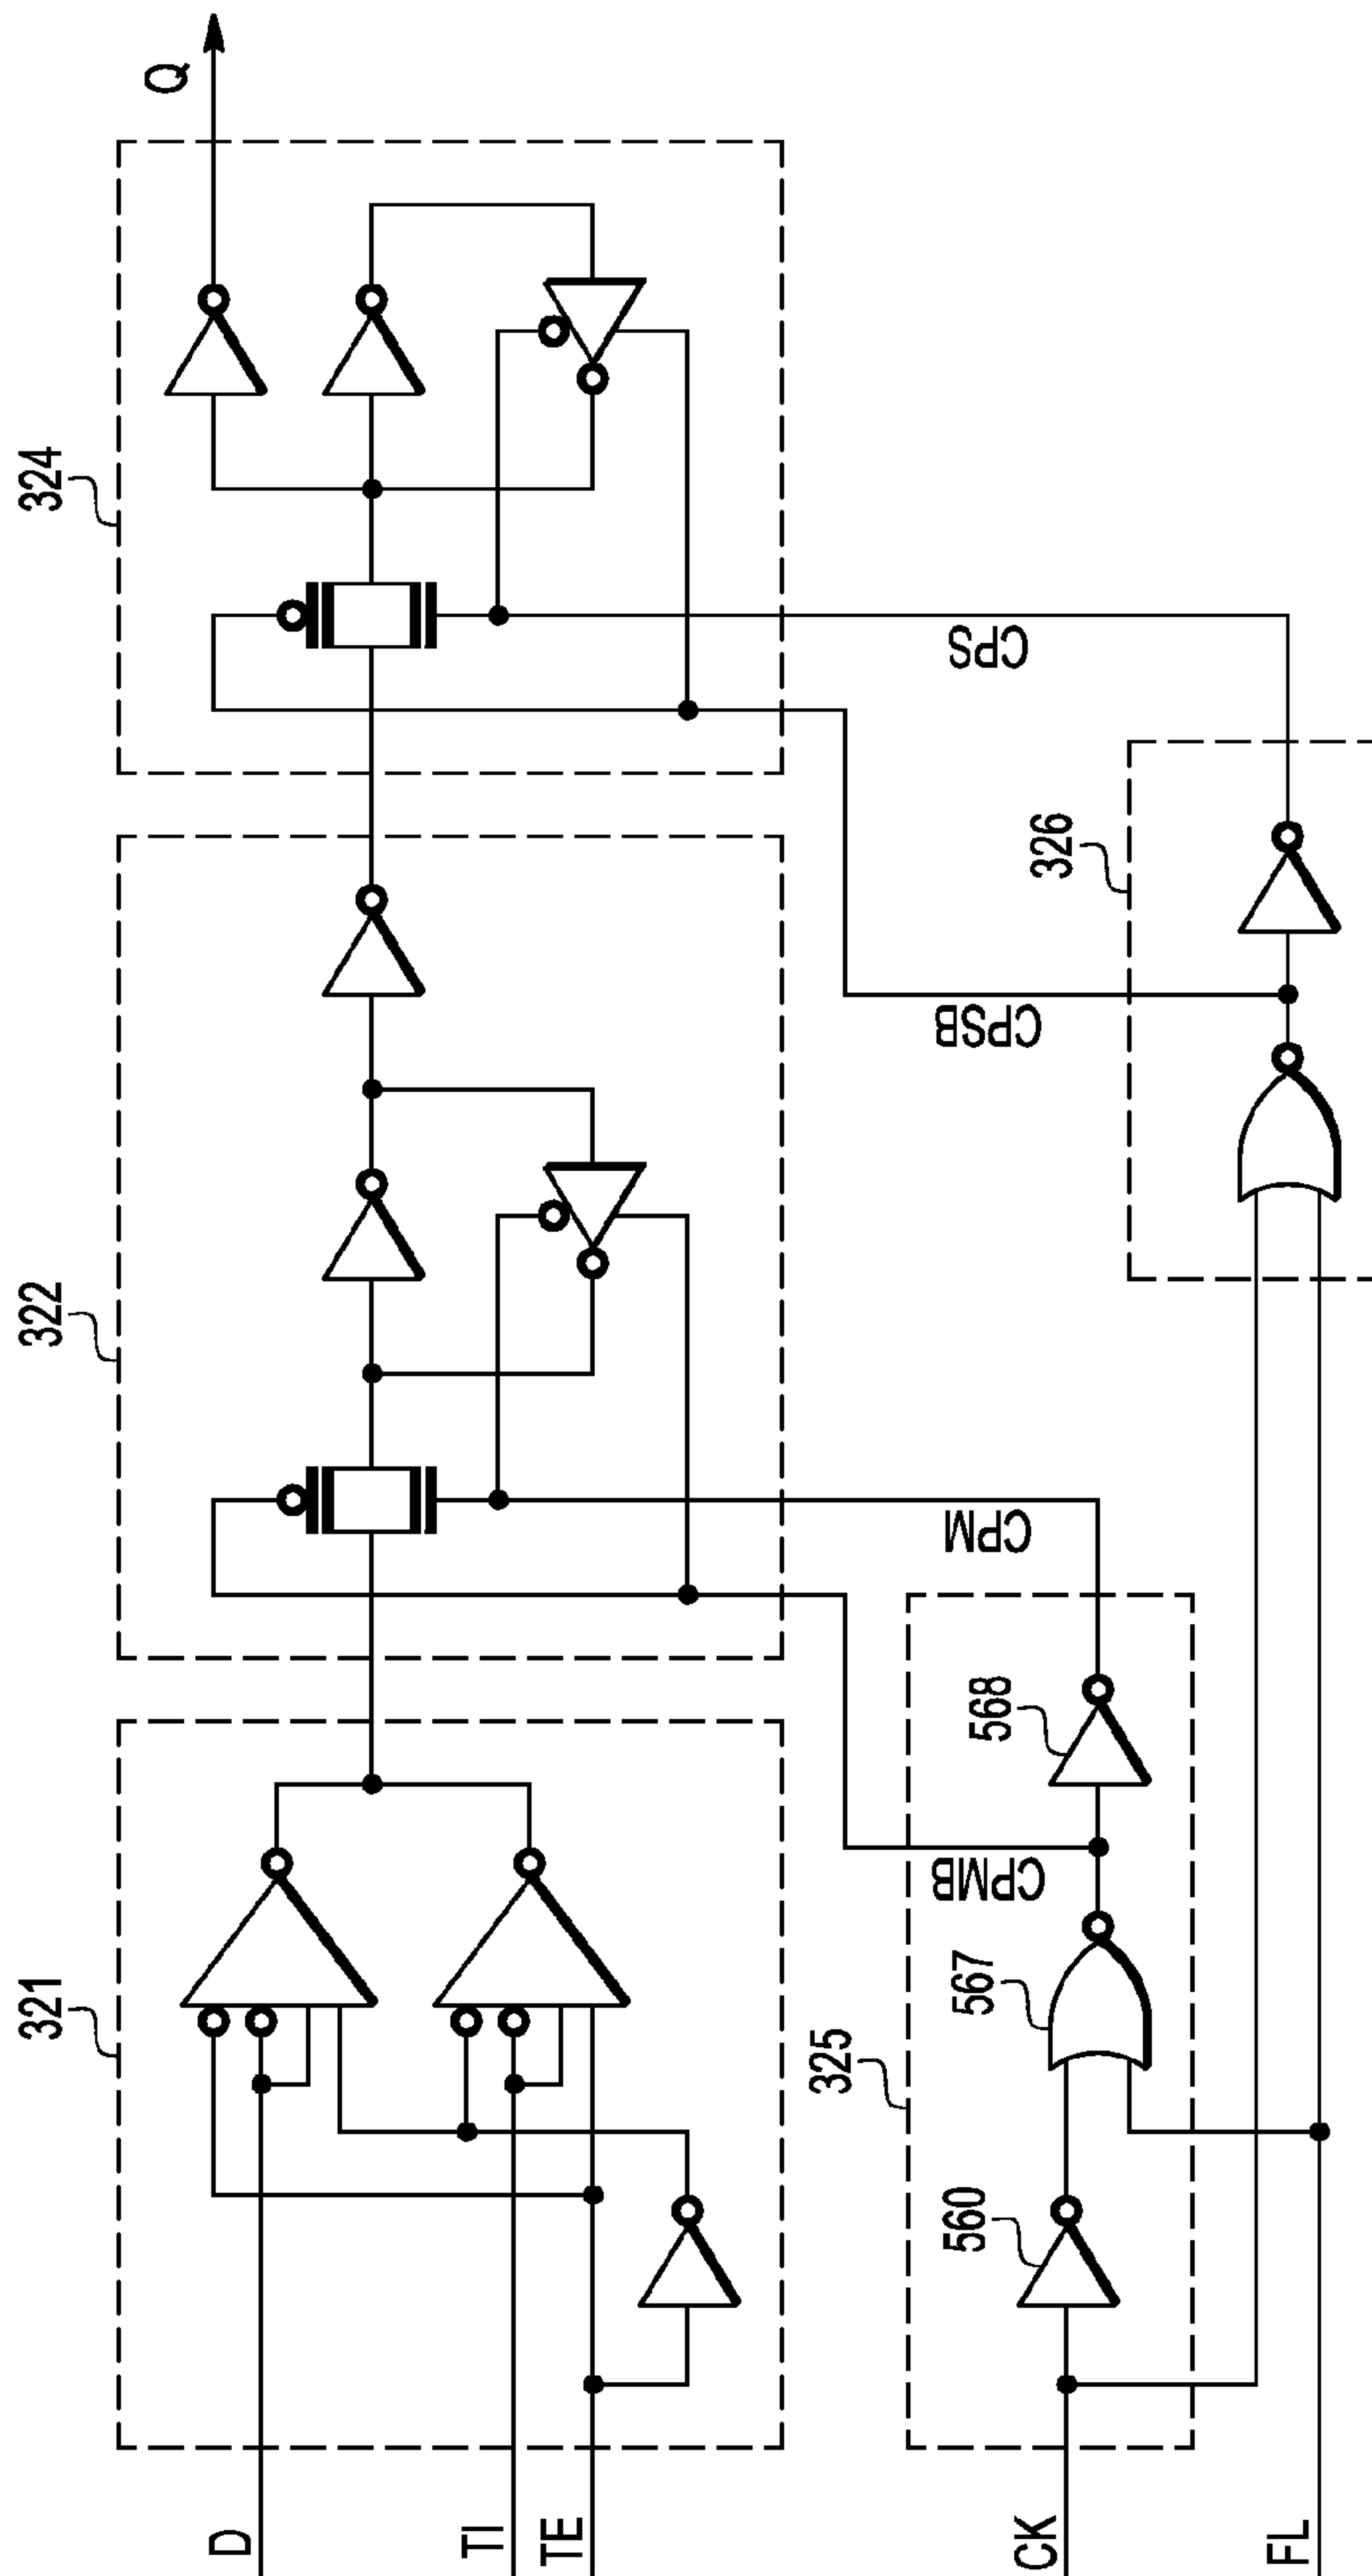 321
322
324
D
TI
TE
Q
CPM
CPMB
CPS
CPSB
325
560
567
568
326
CK
FL